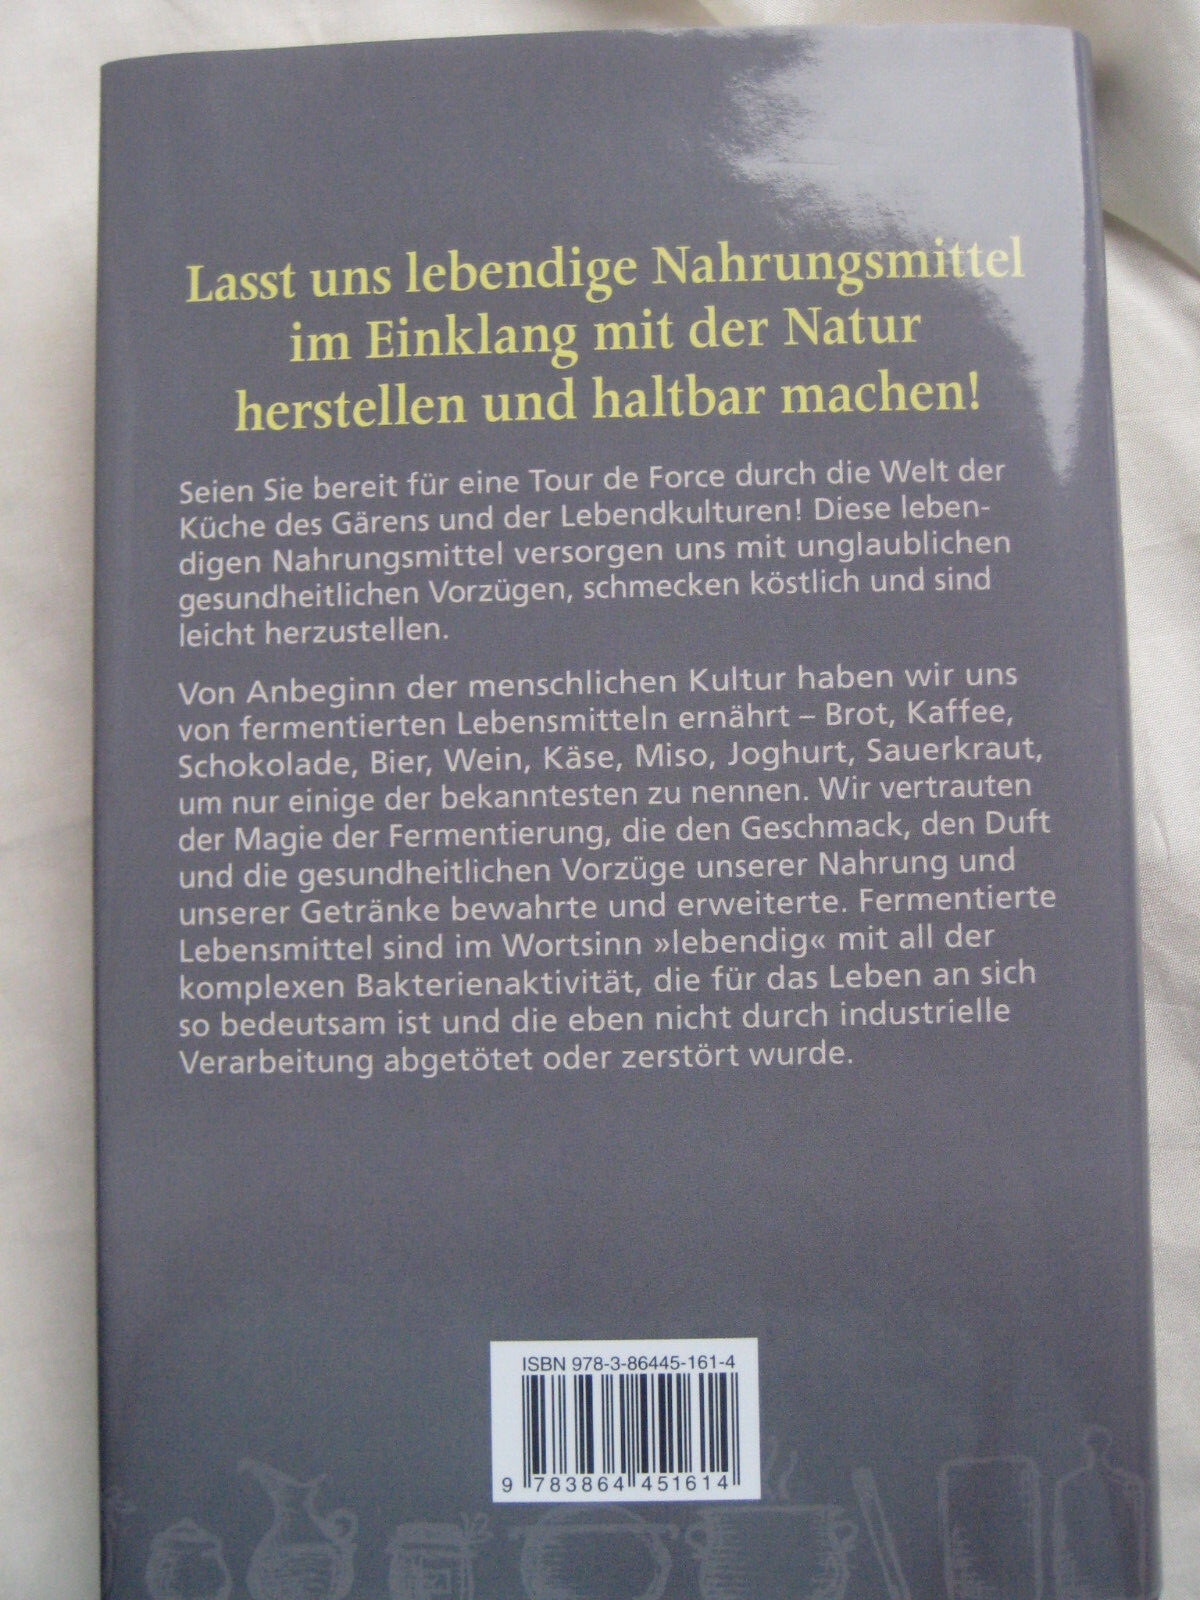 Lasst uns lebendige Nahrungsmittel
im Einklang mit der Natur
herstellen und haltbar machen!
Seien Sie bereit für eine Tour de Force durch die Welt der
Küche des Gärens und der Lebendkulturen! Diese leben-
digen Nahrungsmittel versorgen uns mit unglaublichen
gesundheitlichen Vorzügen, schmecken köstlich und sind
leicht herzustellen.
Von Anbeginn der menschlichen Kultur haben wir uns
von fermentierten Lebensmitteln ernährt – Brot, Kaffee,
Schokolade, Bier, Wein, Käse, Miso, Joghurt, Sauerkraut,
um nur einige der bekanntesten zu nennen. Wir vertrauten
der Magie der Fermentierung, die den Geschmack, den Duft
und die gesundheitlichen Vorzüge unserer Nahrung und
unserer Getränke bewahrte und erweiterte. Fermentierte
Lebensmittel sind im Wortsinn »lebendig« mit all der
komplexen Bakterienaktivität, die für das Leben an sich
so bedeutsam ist und die eben nicht durch industrielle
Verarbeitung abgetötet oder zerstört wurde.
ISBN 978-3-86445-161-4
9 783864 451614